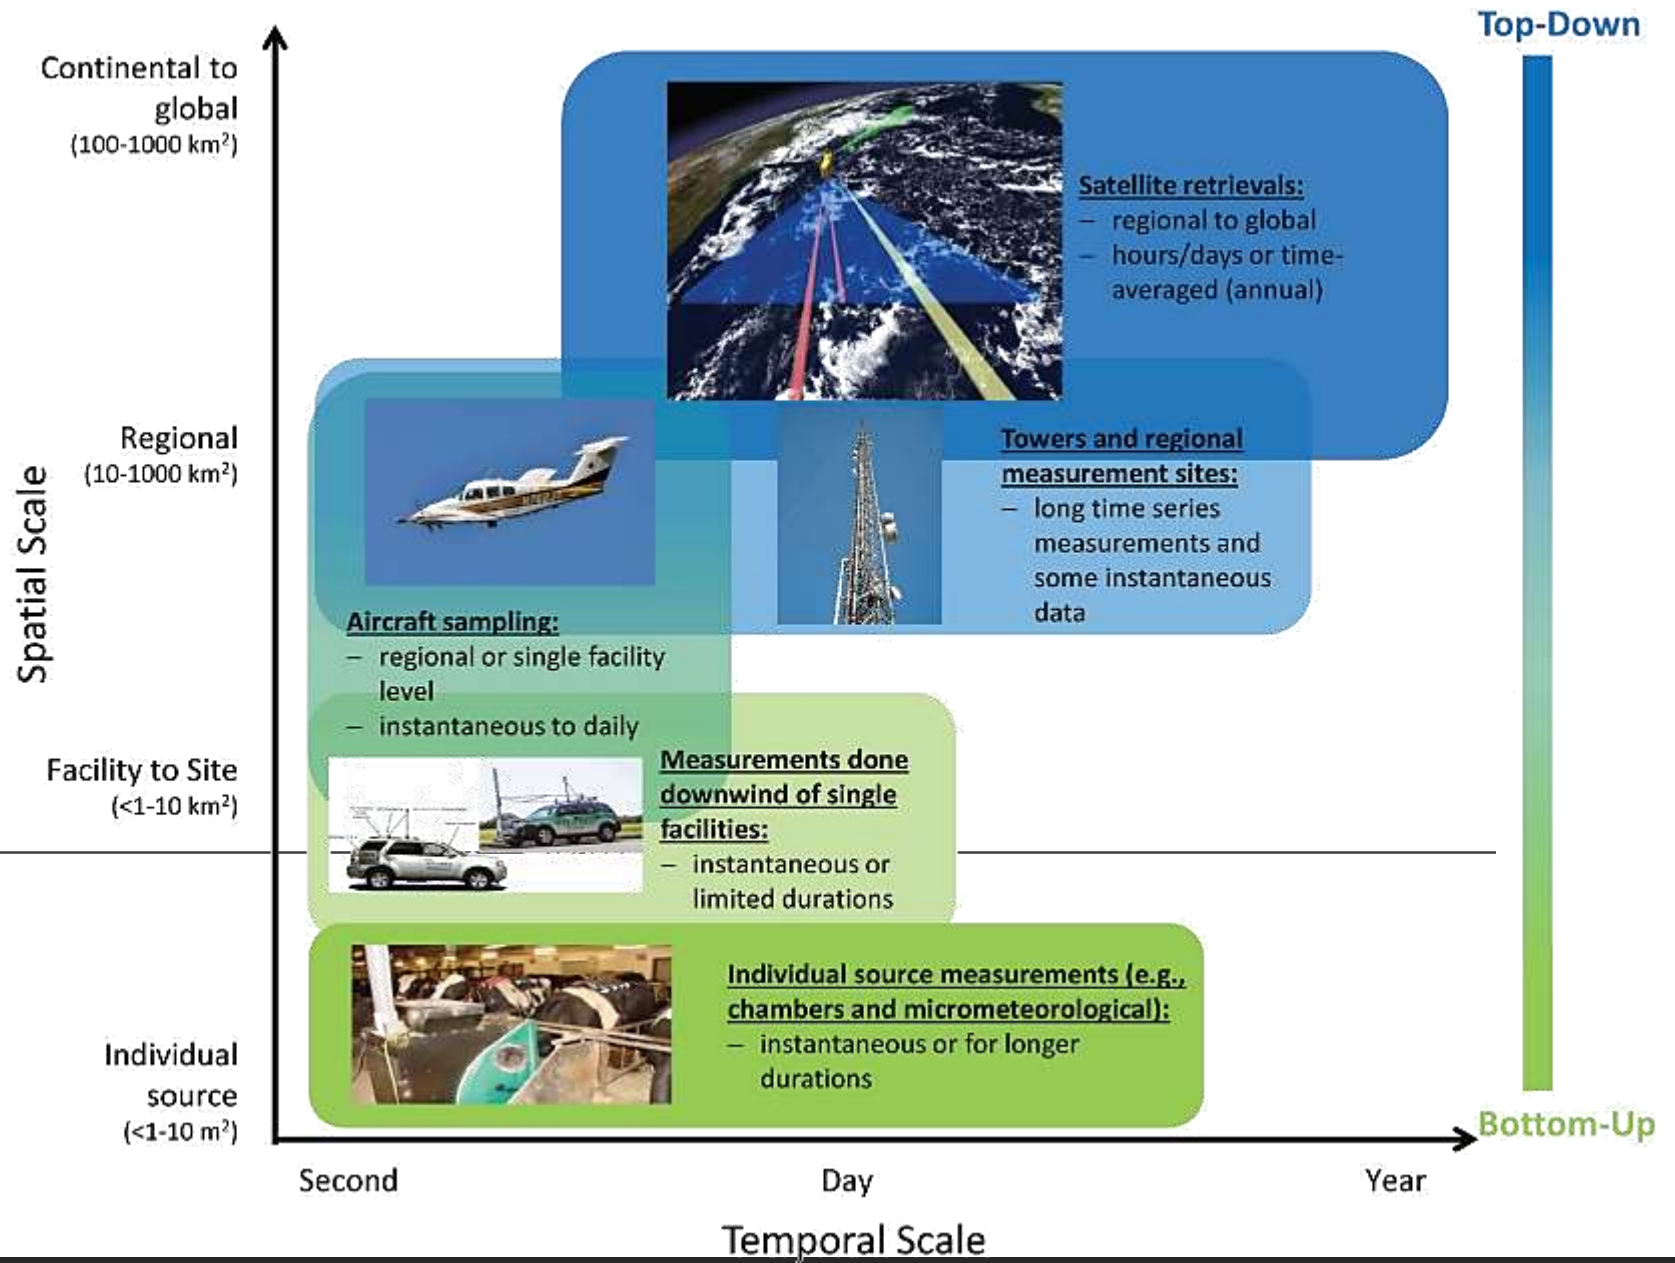 Top-Down
Continental to
global
(100-1000 km²)
Satellite retrievals:
– regional to global
– hours/days or time-
averaged (annual)
Regional
(10-1000 km²)
Towers and regional
measurement sites:
– long time series
measurements and
some instantaneous
data
Spatial Scale
Aircraft sampling:
– regional or single facility
level
– instantaneous to daily
Facility to Site
(<1-10 km²)
Measurements done
downwind of single
facilities:
– instantaneous or
limited durations
Individual source measurements (e.g.,
chambers and micrometeorological):
– instantaneous or for longer
durations
Individual
source
(<1-10 m²)
Bottom-Up
Second
Day
Year
Temporal Scale